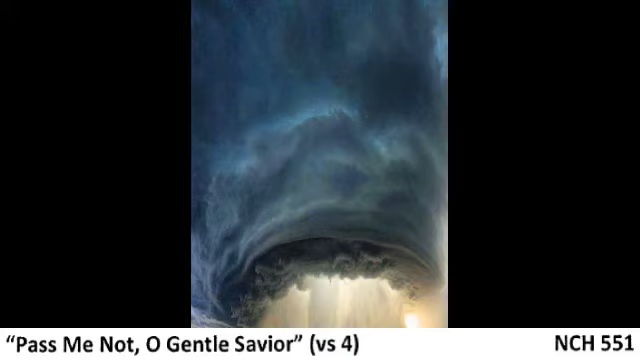 “Pass Me Not, O Gentle Savior” (vs 4) NCH 551